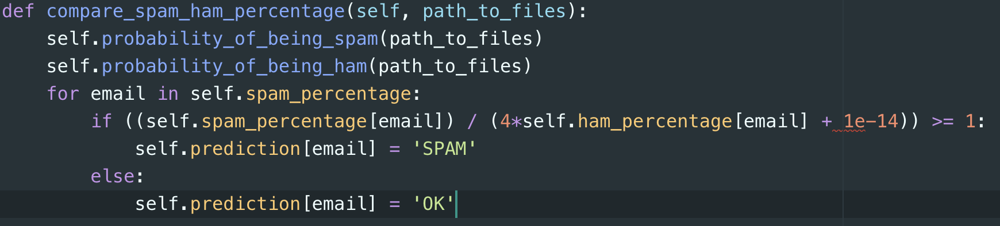 def compare_spam_ham_percentage(self, path_to_files):
    self.probability_of_being_spam(path_to_files)
    self.probability_of_being_ham(path_to_files)
    for email in self.spam_percentage:
        if ((self.spam_percentage[email]) / (4*self.ham_percentage[email] + 1e-14)) >= 1:
            self.prediction[email] = 'SPAM'
        else:
            self.prediction[email] = 'OK'